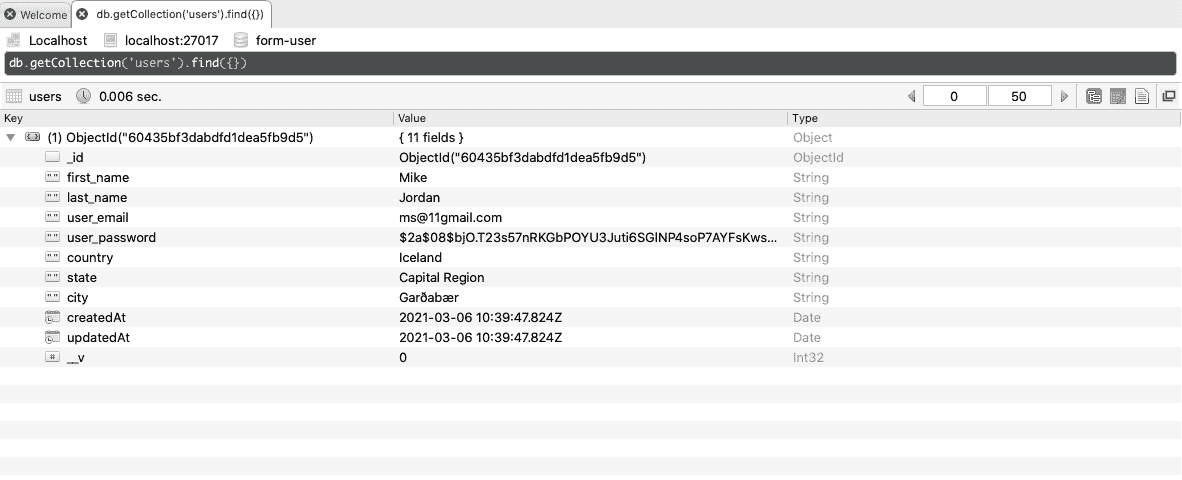 Welcome db.getCollection('users').find({})
Localhost localhost:27017 form-user
db.getCollection('users').find({})
users 0.006 sec. 0 50
Key Value Type
(1) ObjectId("60435bf3dabdfd1dea5fb9d5") { 11 fields } Object
_id ObjectId("60435bf3dabdfd1dea5fb9d5") ObjectId
first_name Mike String
last_name Jordan String
user_email ms@11gmail.com String
user_password $2a$08$bjO.T23s57nRKGbPOYU3Juti6SGlNP4soP7AYFsKws... String
country Iceland String
state Capital Region String
city Garðabær String
createdAt 2021-03-06 10:39:47.824Z Date
updatedAt 2021-03-06 10:39:47.824Z Date
__v 0 Int32